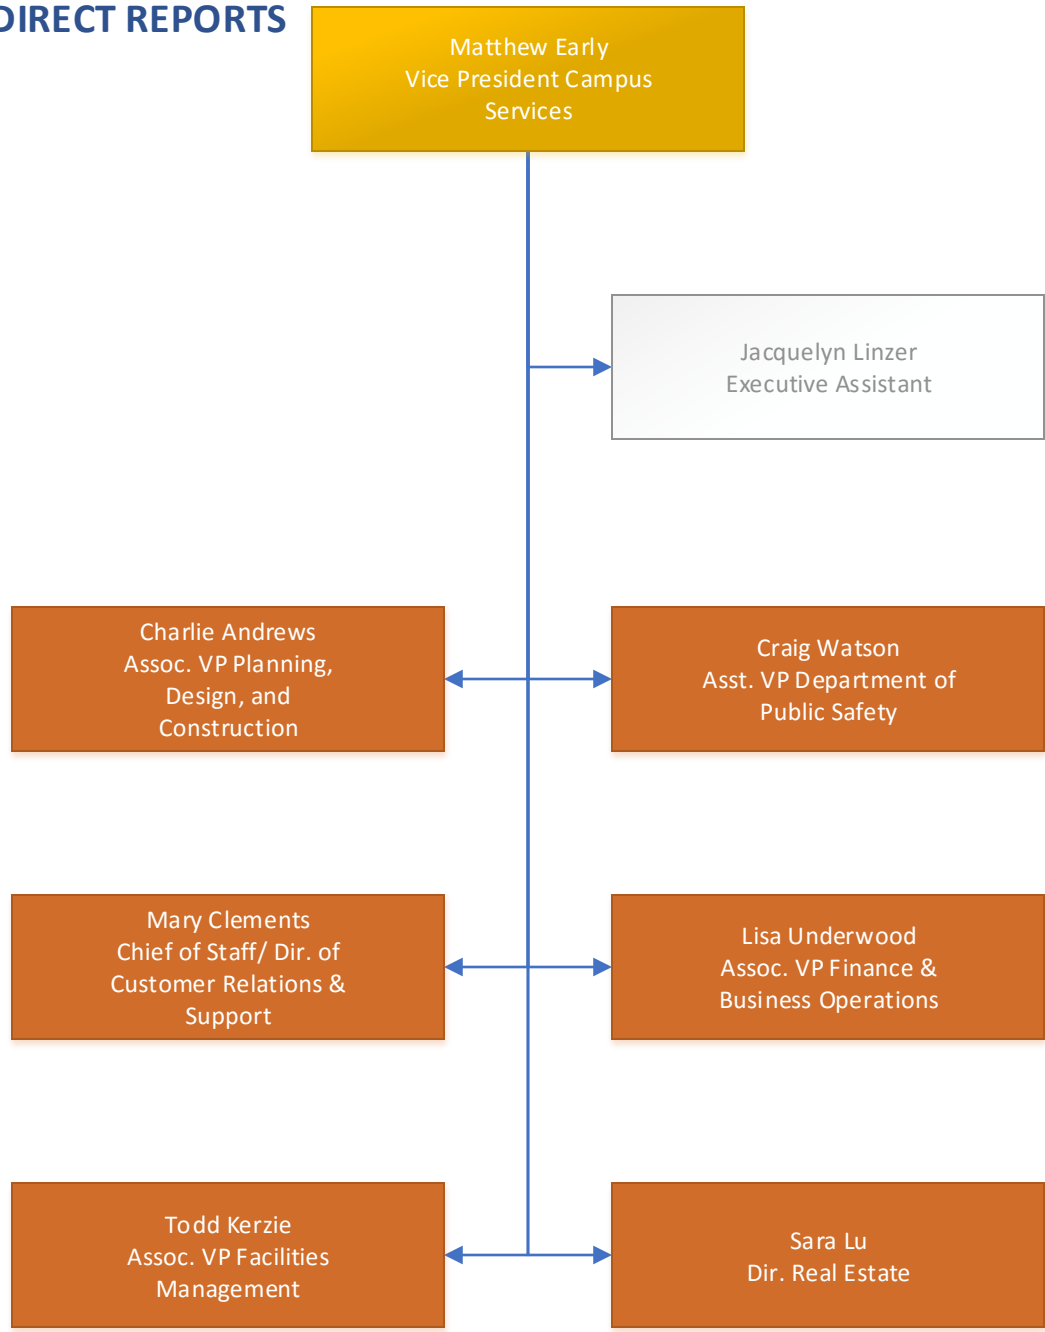 DIRECT REPORTS
Matthew Early
Vice President Campus
Services
Jacquelyn Linzer
Executive Assistant
Charlie Andrews
Assoc. VP Planning,
Design, and
Construction
Craig Watson
Asst. VP Department of
Public Safety
Mary Clements
Chief of Staff/ Dir. of
Customer Relations &
Support
Lisa Underwood
Assoc. VP Finance &
Business Operations
Todd Kerzie
Assoc. VP Facilities
Management
Sara Lu
Dir. Real Estate